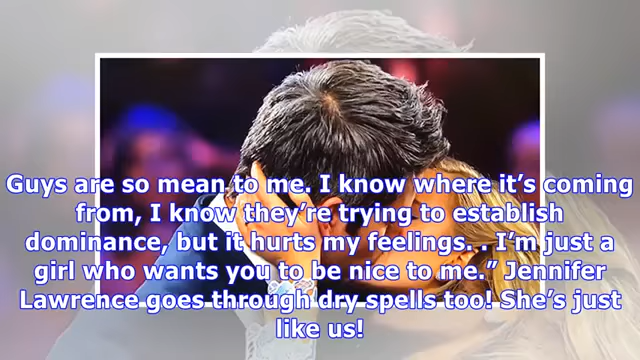 Guys are so mean to me. I know where it’s coming
from, I know they’re trying to establish
dominance, but it hurts my feelings. . I’m just a
girl who wants you to be nice to me.” Jennifer
Lawrence goes through dry spells too! She’s just
like us!